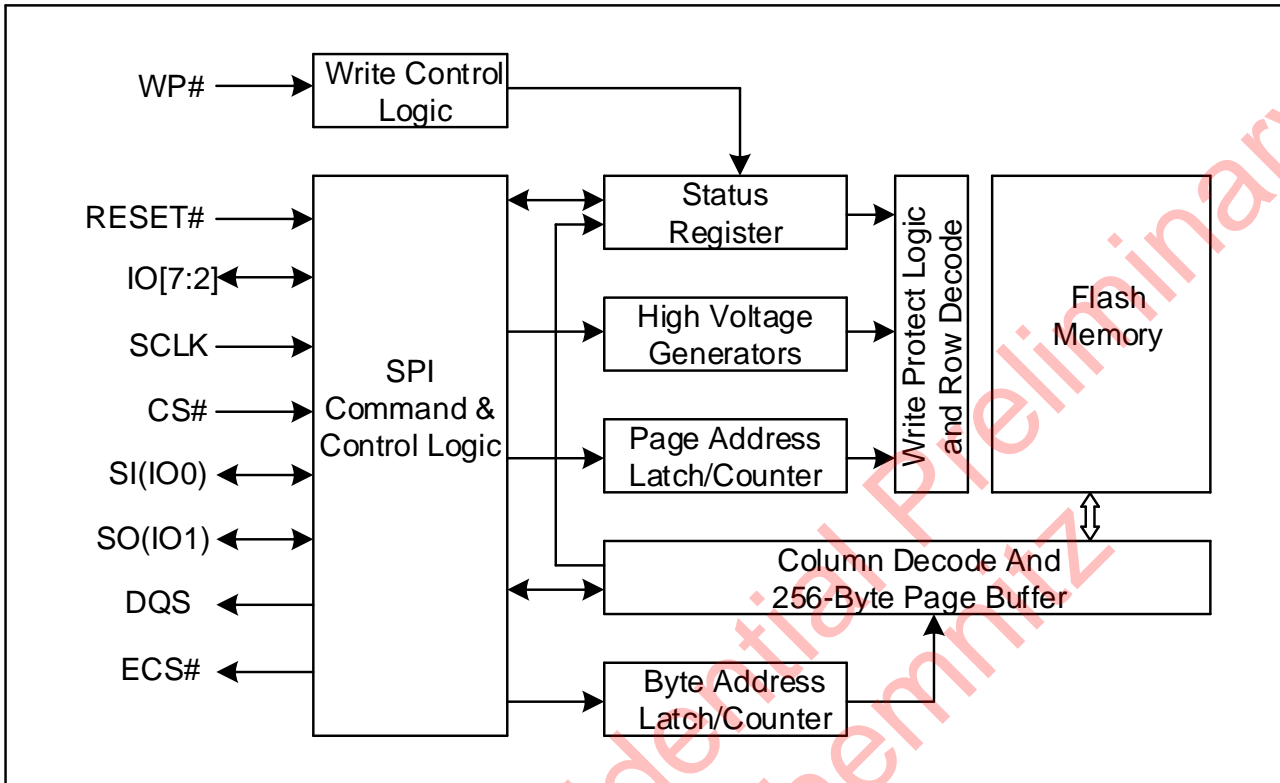 WP#
Write Control
Logic
RESET#
IO[7:2]
SCLK
CS#
SI(IO0)
SO(IO1)
DQS
ECS#
SPI
Command &
Control Logic
Status
Register
High Voltage
Generators
Page Address
Latch/Counter
Write Protect Logic
and Row Decode
Flash
Memory
Column Decode And
256-Byte Page Buffer
Byte Address
Latch/Counter
Preliminary